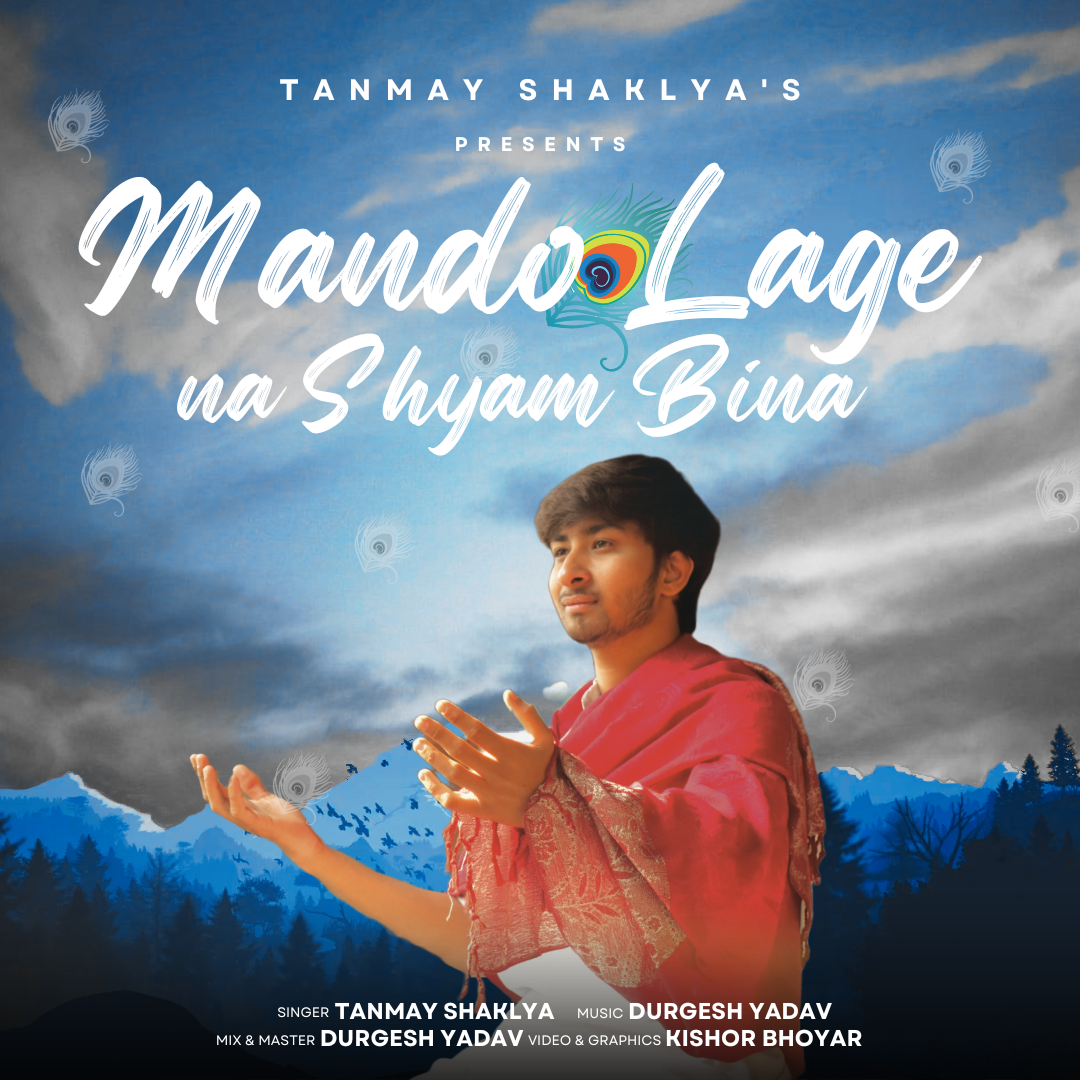 TANMAY SHAKLYA'S
PRESENTS
Mando Lage
na Shyam Bina
SINGER TANMAY SHAKLYA MUSIC DURGESH YADAV
MIX & MASTER DURGESH YADAV VIDEO & GRAPHICS KISHOR BHOYAR